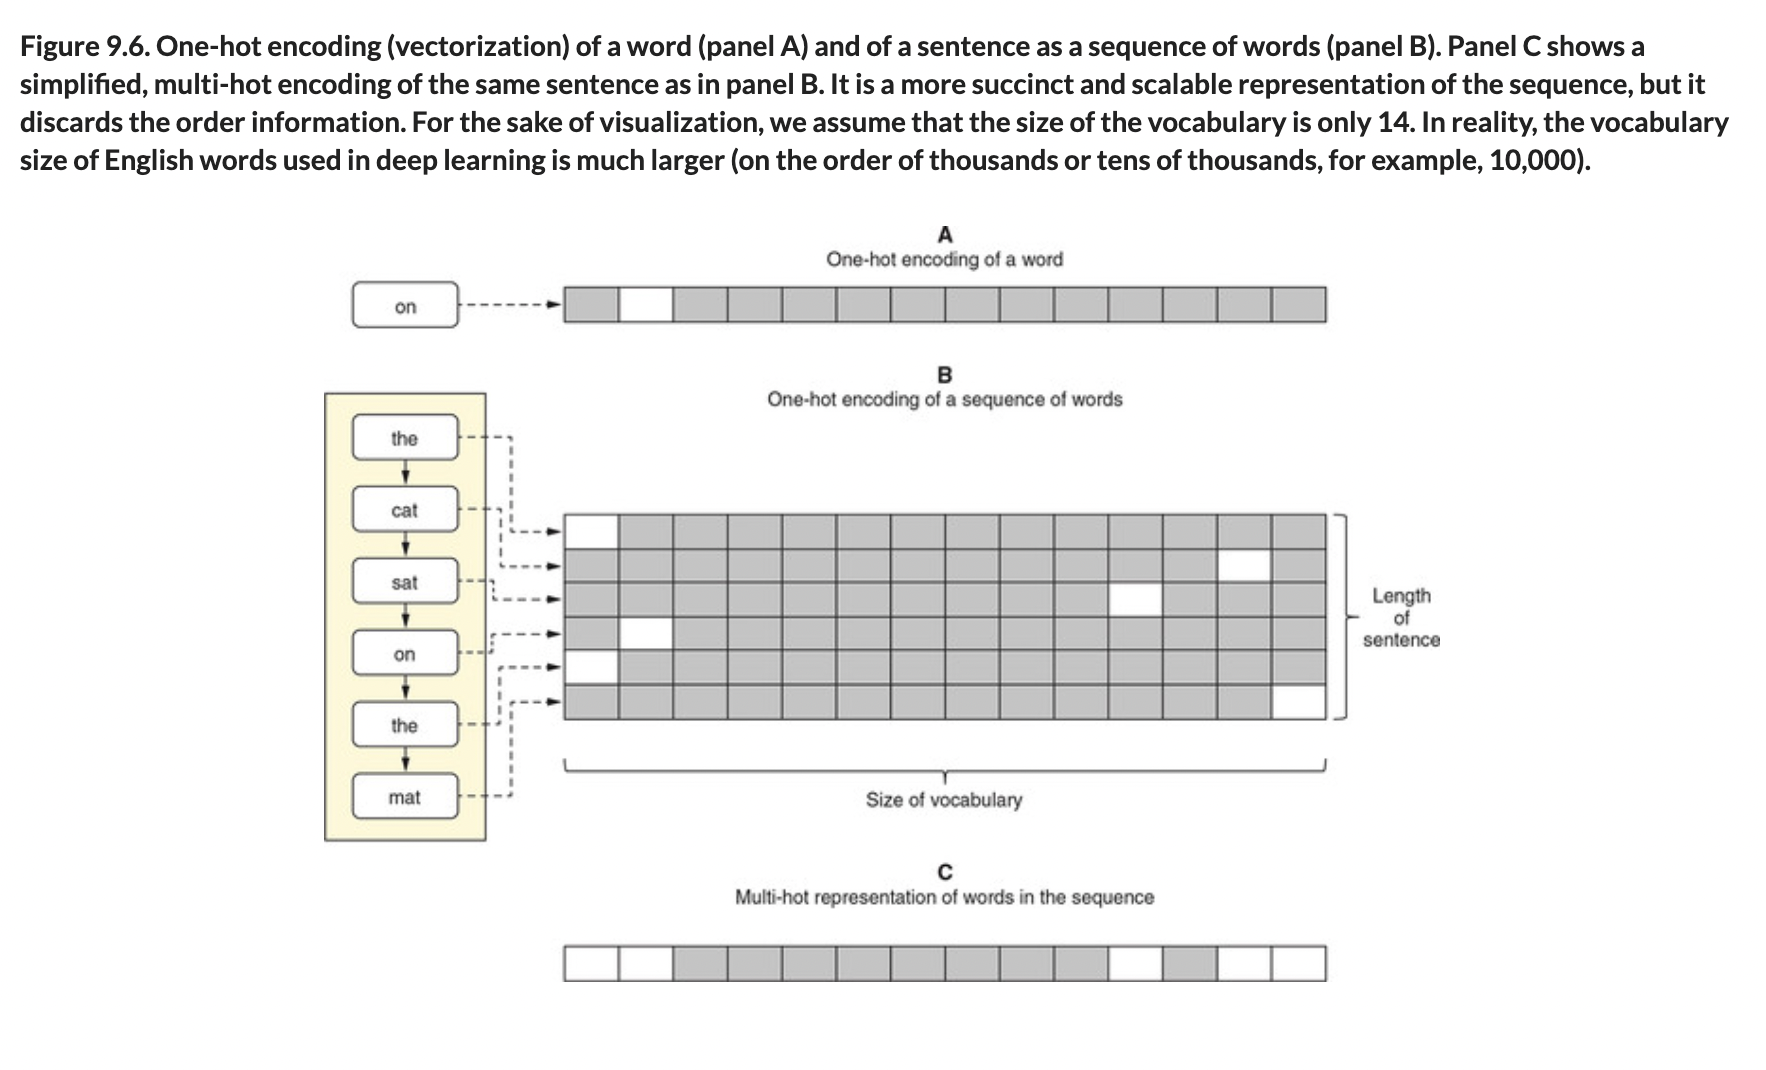 Figure 9.6. One-hot encoding (vectorization) of a word (panel A) and of a sentence as a sequence of words (panel B). Panel C shows a
simplified, multi-hot encoding of the same sentence as in panel B. It is a more succinct and scalable representation of the sequence, but it
discards the order information. For the sake of visualization, we assume that the size of the vocabulary is only 14. In reality, the vocabulary
size of English words used in deep learning is much larger (on the order of thousands or tens of thousands, for example, 10,000).
A
One-hot encoding of a word
on
B
One-hot encoding of a sequence of words
the
cat
sat
on
the
mat
Length
of
sentence
Size of vocabulary
C
Multi-hot representation of words in the sequence